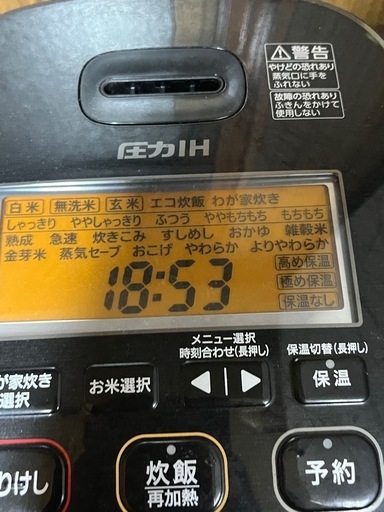 ⚠警告
やけどの恐れあり
蒸気口に手を
ふれない
故障の恐れあり
ふきんをかけて
使用しない
圧力IH
白米 無洗米 玄米 エコ炊飯 わが家炊き
しゃっきり ややしゃっきり ふつう ややもちもち もちもち
熟成 急速 炊きこみ すしめし おかゆ 雑穀米
金芽米 蒸気セーブ おこげ やわらか よりやわらか
高め保温
極め保温
保温なし
18:53
メニュー選択
時刻合わせ(長押し)
保温切替(長押し)
が家炊き
選択
お米選択
保温
りけし
炊飯
再加熱
予約